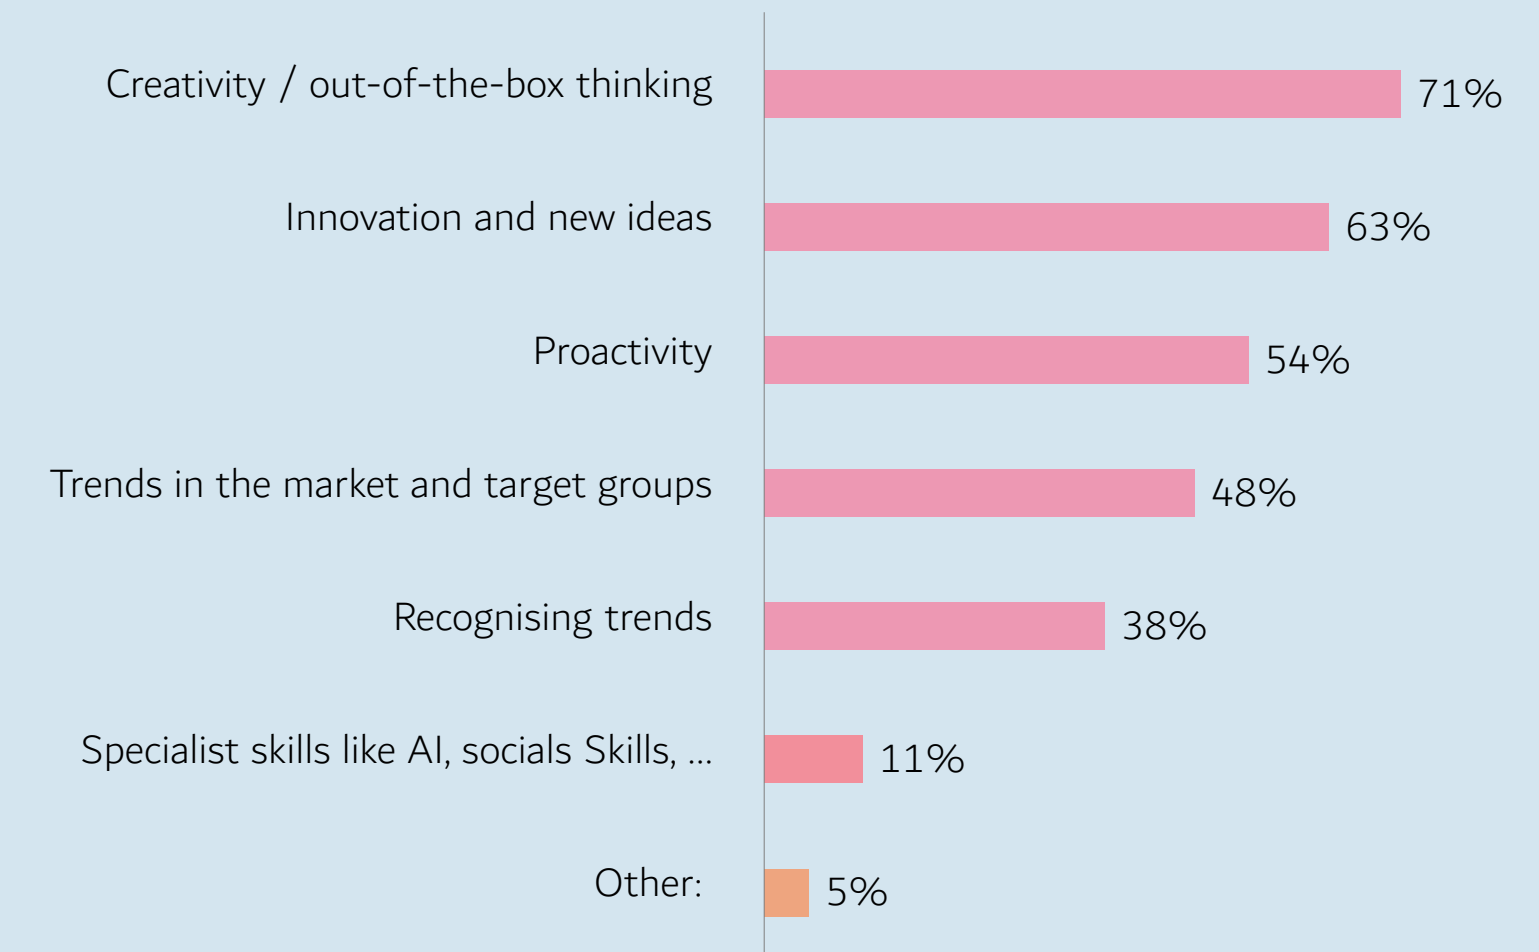 Creativity / out-of-the-box thinking 71%
Innovation and new ideas 63%
Proactivity 54%
Trends in the market and target groups 48%
Recognising trends 38%
Specialist skills like AI, socials Skills, ... 11%
Other: 5%